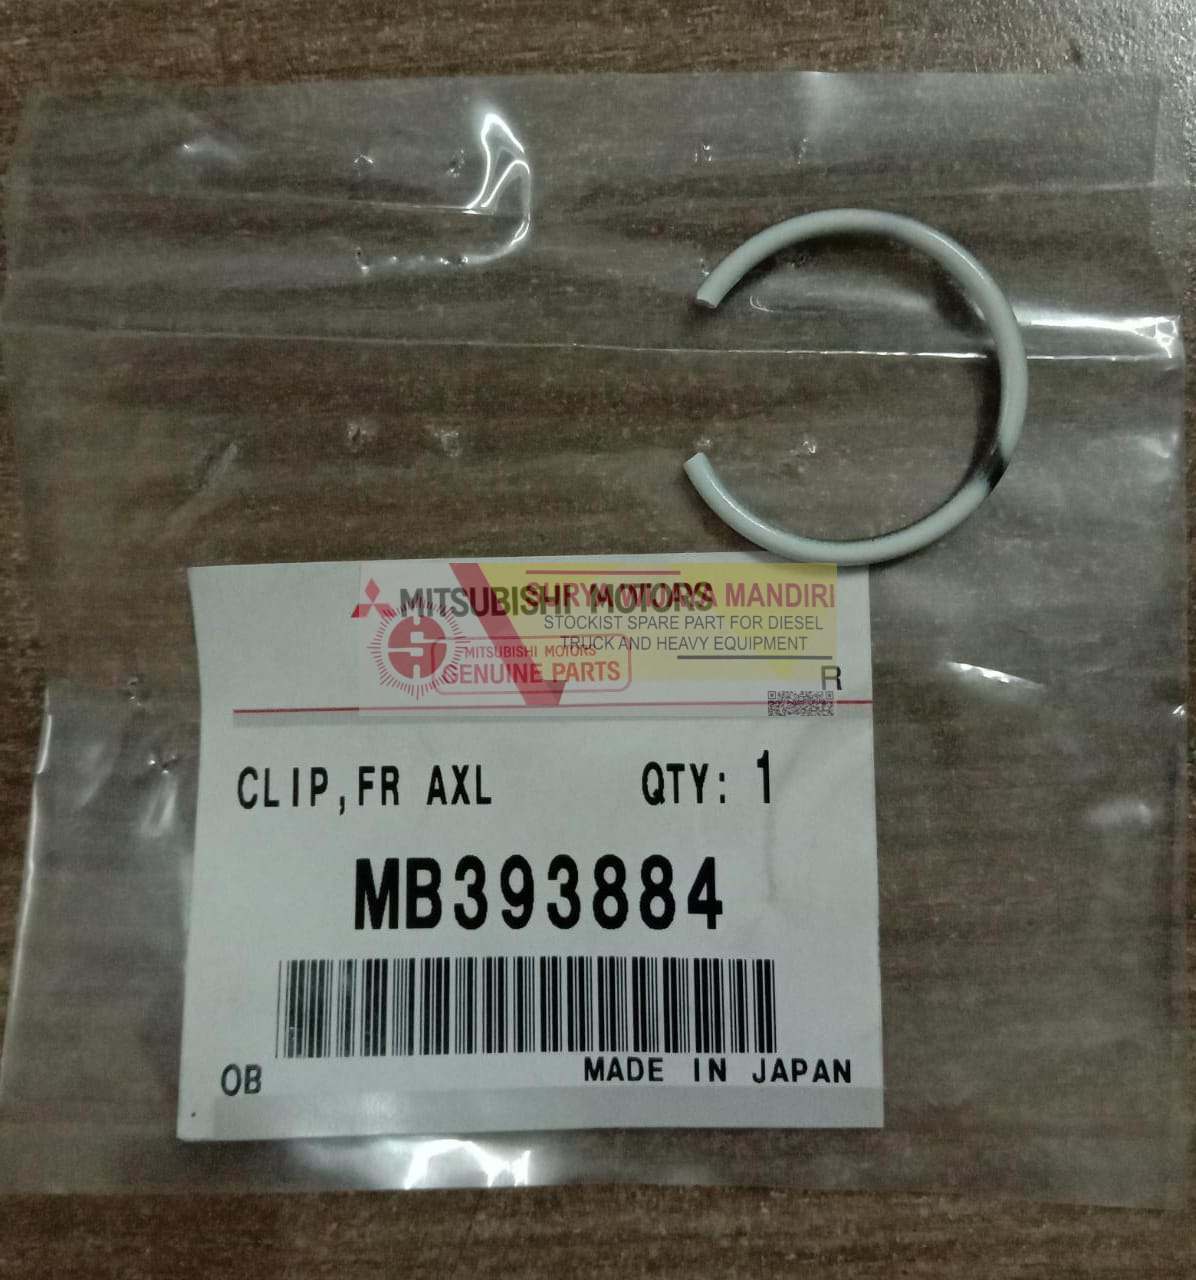 MITSUBISHI MOTORS
SURYA WIJAYA MANDIRI
STOCKIST SPARE PART FOR DIESEL
TRUCK AND HEAVY EQUIPMENT
MITSUBISHI MOTORS
GENUINE PARTS
R
CLIP,FR AXL QTY: 1
MB393884
OB MADE IN JAPAN